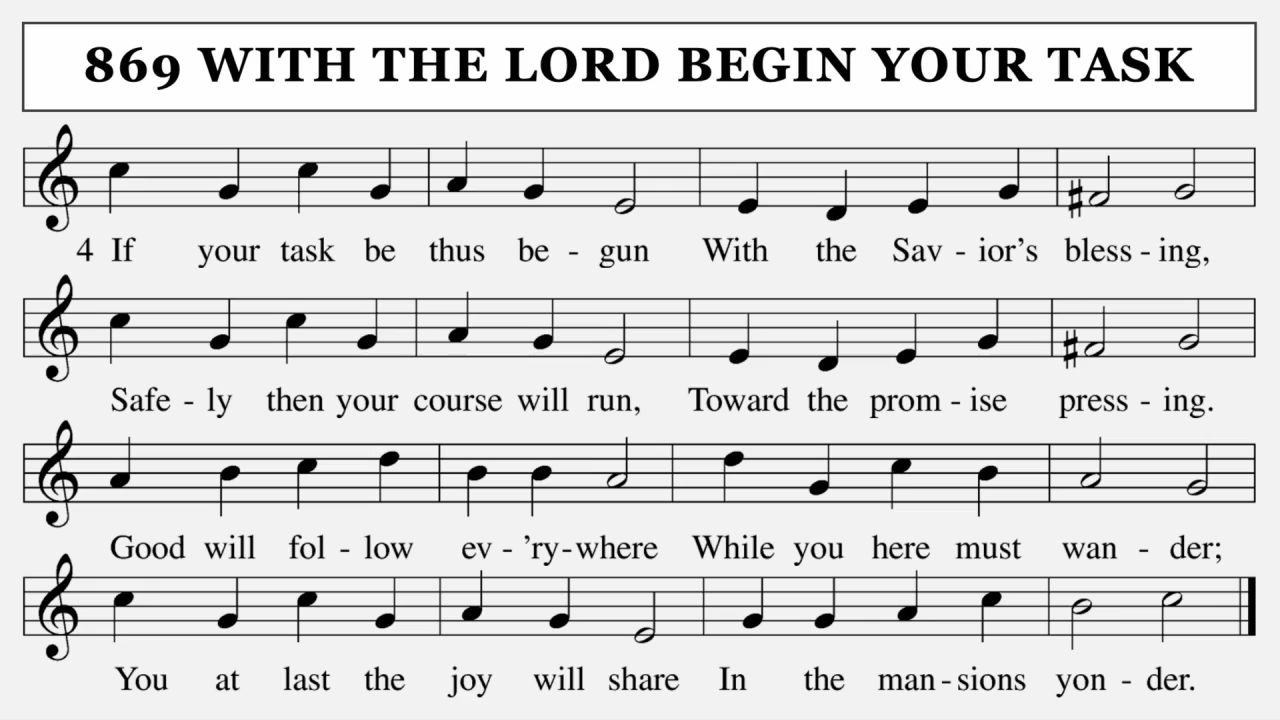 869 WITH THE LORD BEGIN YOUR TASK
4 If your task be thus be - gun With the Sav - ior's bless - ing,
Safe - ly then your course will run, Toward the prom - ise press - ing.
Good will fol - low ev - 'ry - where While you here must wan - der;
You at last the joy will share In the man - sions yon - der.